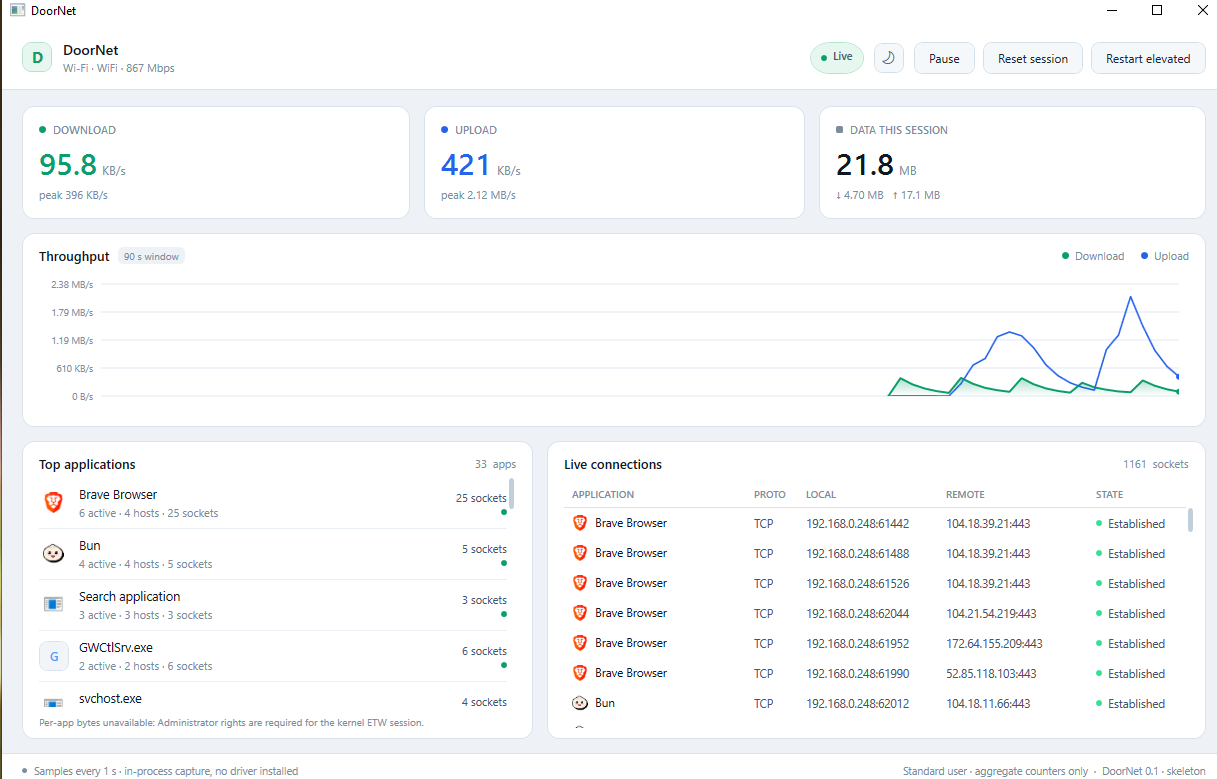 DoorNet
D
DoorNet
Wi-Fi · WiFi · 867 Mbps
Live
Pause
Reset session
Restart elevated
DOWNLOAD
95.8 KB/s
peak 396 KB/s
UPLOAD
421 KB/s
peak 2.12 MB/s
DATA THIS SESSION
21.8 MB
↓ 4.70 MB ↑ 17.1 MB
Throughput 90 s window
Download Upload
2.38 MB/s
1.79 MB/s
1.19 MB/s
610 KB/s
0 B/s
Top applications 33 apps
Brave Browser 25 sockets
6 active · 4 hosts · 25 sockets
Bun 5 sockets
4 active · 4 hosts · 5 sockets
Search application 3 sockets
3 active · 3 hosts · 3 sockets
G
GWCtlSrv.exe 6 sockets
2 active · 2 hosts · 6 sockets
svchost.exe 4 sockets
Per-app bytes unavailable: Administrator rights are required for the kernel ETW session.
Live connections 1161 sockets
APPLICATION PROTO LOCAL REMOTE STATE
Brave Browser TCP 192.168.0.248:61442 104.18.39.21:443 Established
Brave Browser TCP 192.168.0.248:61488 104.18.39.21:443 Established
Brave Browser TCP 192.168.0.248:61526 104.18.39.21:443 Established
Brave Browser TCP 192.168.0.248:62044 104.21.54.219:443 Established
Brave Browser TCP 192.168.0.248:61952 172.64.155.209:443 Established
Brave Browser TCP 192.168.0.248:61990 52.85.118.103:443 Established
Bun TCP 192.168.0.248:62012 104.18.11.66:443 Established
Samples every 1 s · in-process capture, no driver installed
Standard user · aggregate counters only · DoorNet 0.1 · skeleton